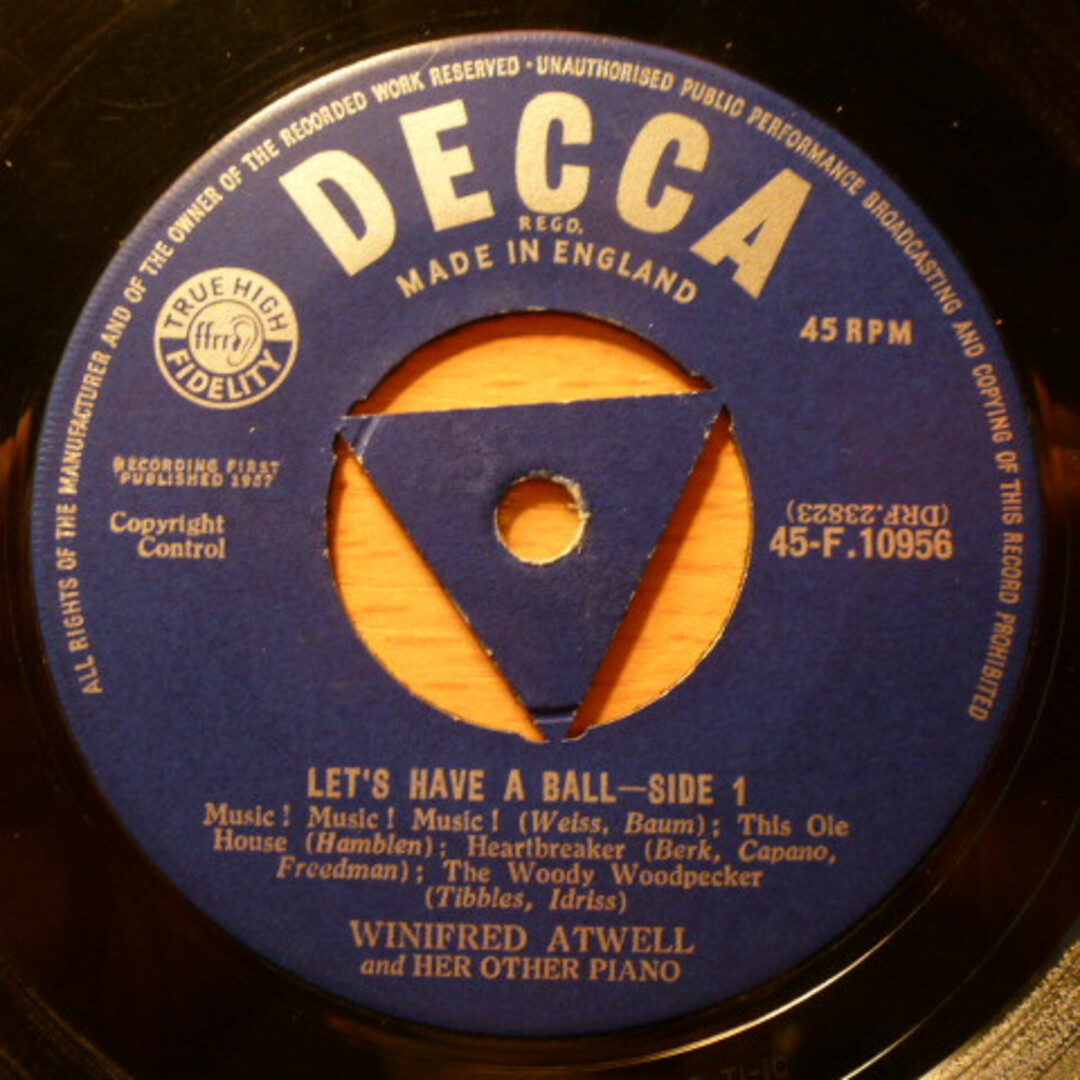 ALL RIGHTS OF THE MANUFACTURER AND OF THE OWNER OF THE RECORDED WORK RESERVED · UNAUTHORISED PUBLIC PERFORMANCE BROADCASTING AND COPYING OF THIS RECORD PROHIBITED
DECCA
REGD.
MADE IN ENGLAND
TRUE HIGH
ffrr
FIDELITY
45 RPM
RECORDING FIRST
PUBLISHED 1957
Copyright
Control
(DRF.23823)
45-F.10956
LET'S HAVE A BALL—SIDE 1
Music! Music! Music! (Weiss, Baum); This Ole
House (Hamblen); Heartbreaker (Berk, Capano,
Freedman); The Woody Woodpecker
(Tibbles, Idriss)
WINIFRED ATWELL
and HER OTHER PIANO